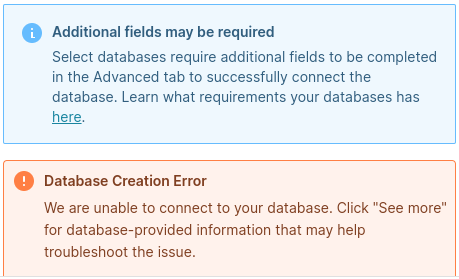 Additional fields may be required
Select databases require additional fields to be completed
in the Advanced tab to successfully connect the
database. Learn what requirements your databases has
here.
Database Creation Error
We are unable to connect to your database. Click "See more"
for database-provided information that may help
troubleshoot the issue.